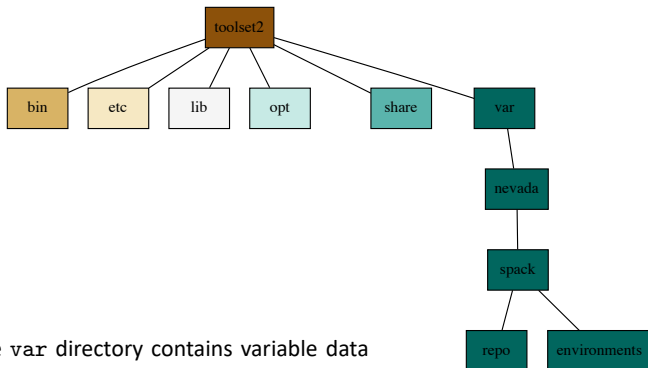 toolset2
bin etc lib opt share var
nevada
spack
repo environments
var directory contains variable data